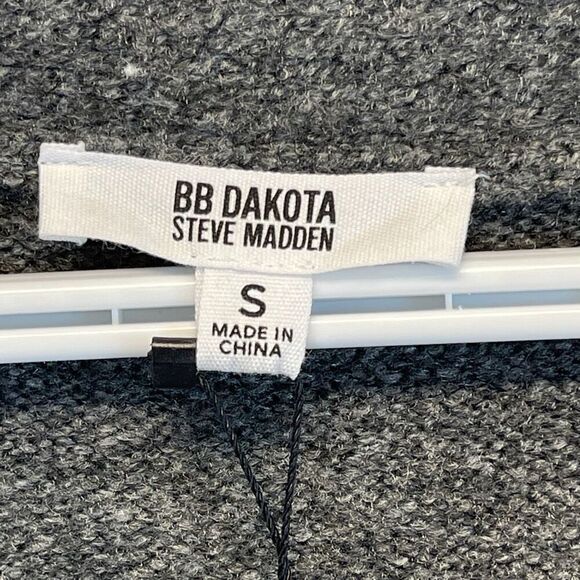 BB DAKOTA
STEVE MADDEN
S
MADE IN
CHINA